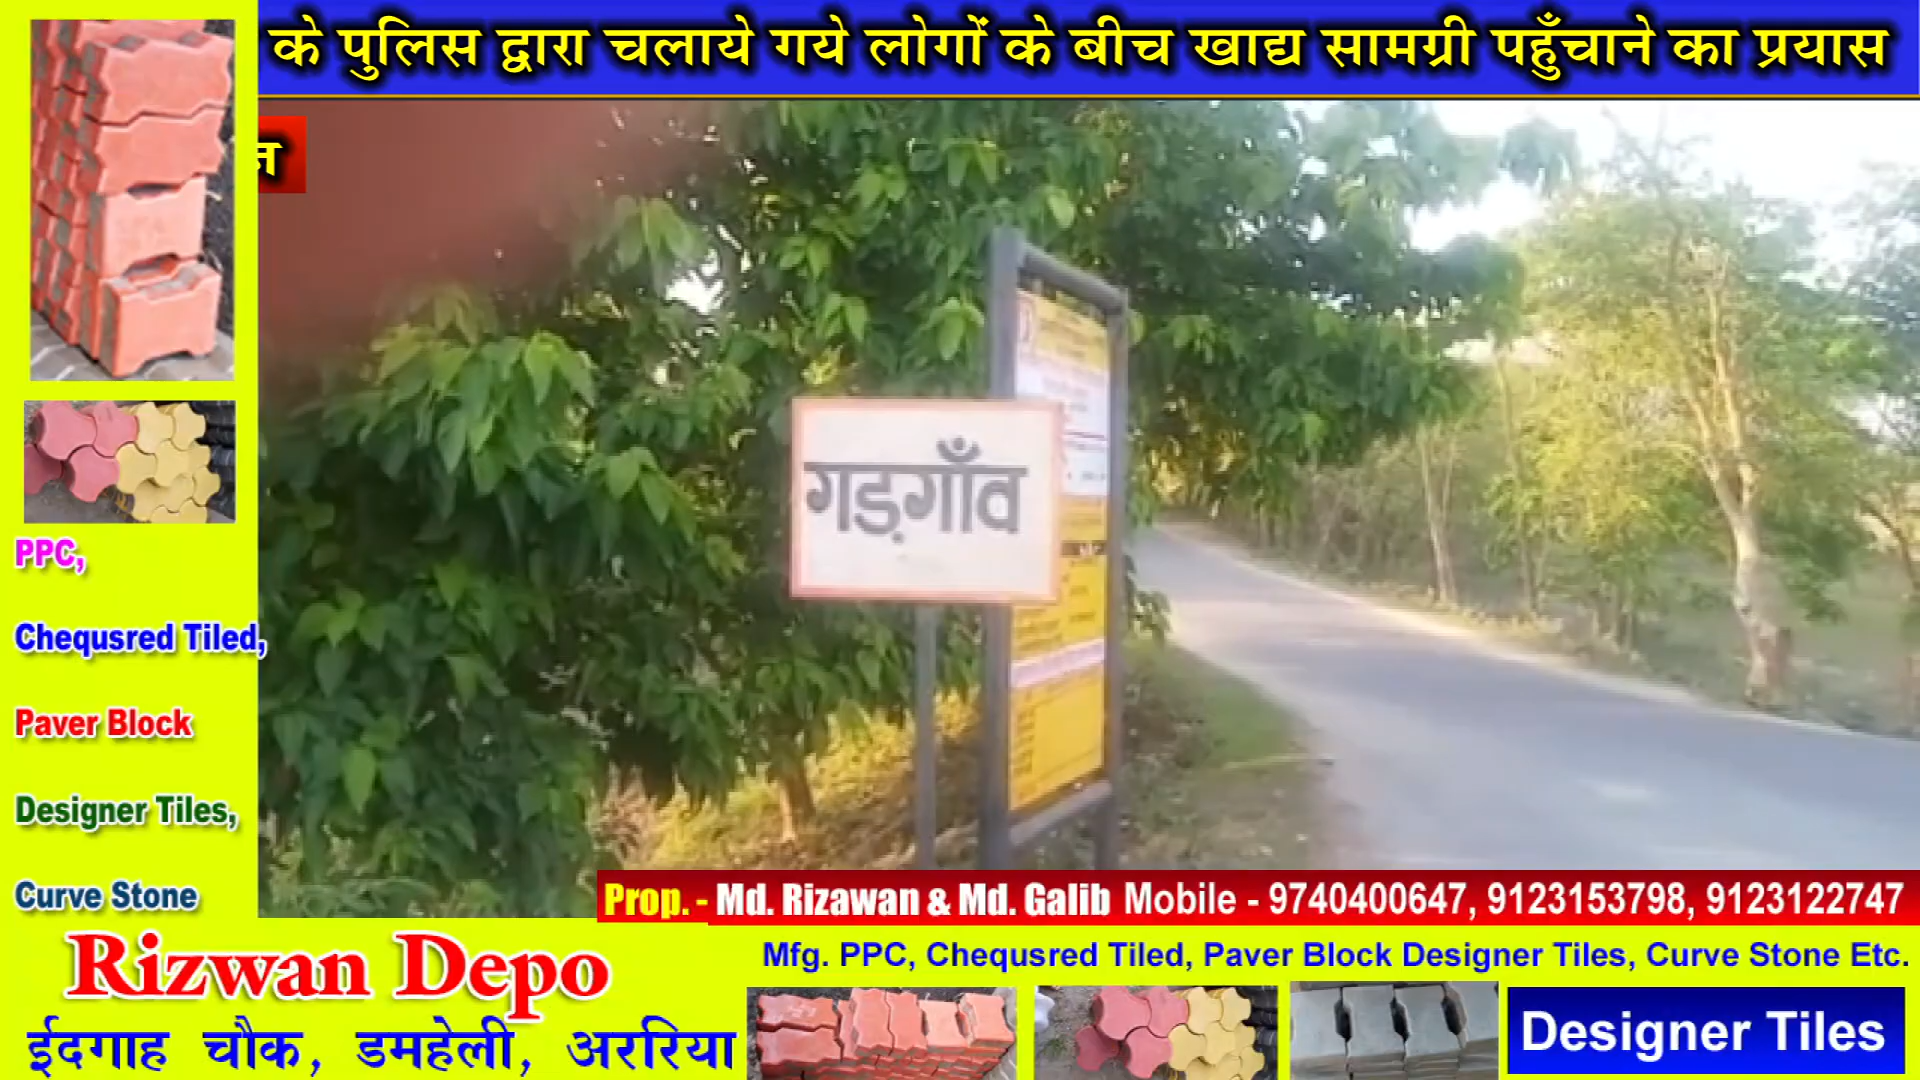 के पुलिस द्वारा चलाये गये लोगों के बीच खाद्य सामग्री पहुँचाने का प्रयास
गड़गाँव
PPC,
Chequsred Tiled,
Paver Block
Designer Tiles,
Curve Stone
Prop. - Md. Rizawan & Md. Galib Mobile - 9740400647, 9123153798, 9123122747
Rizwan Depo
Mfg. PPC, Chequsred Tiled, Paver Block Designer Tiles, Curve Stone Etc.
ईदगाह चौक, डमहेली, अररिया
Designer Tiles